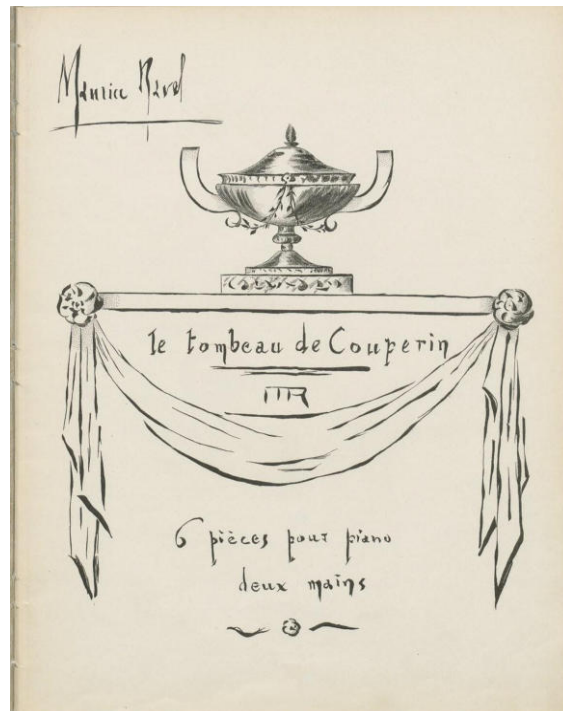 Maurice Ravel
le tombeau de Couperin
MR
6 pièces pour piano
deux mains